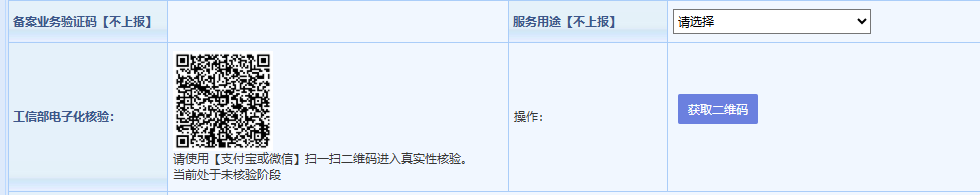 备案业务验证码【不上报】
服务用途【不上报】
请选择
工信部电子化核验：
请使用【支付宝或微信】扫一扫二维码进入真实性核验。
当前处于未核验阶段
操作：
获取二维码